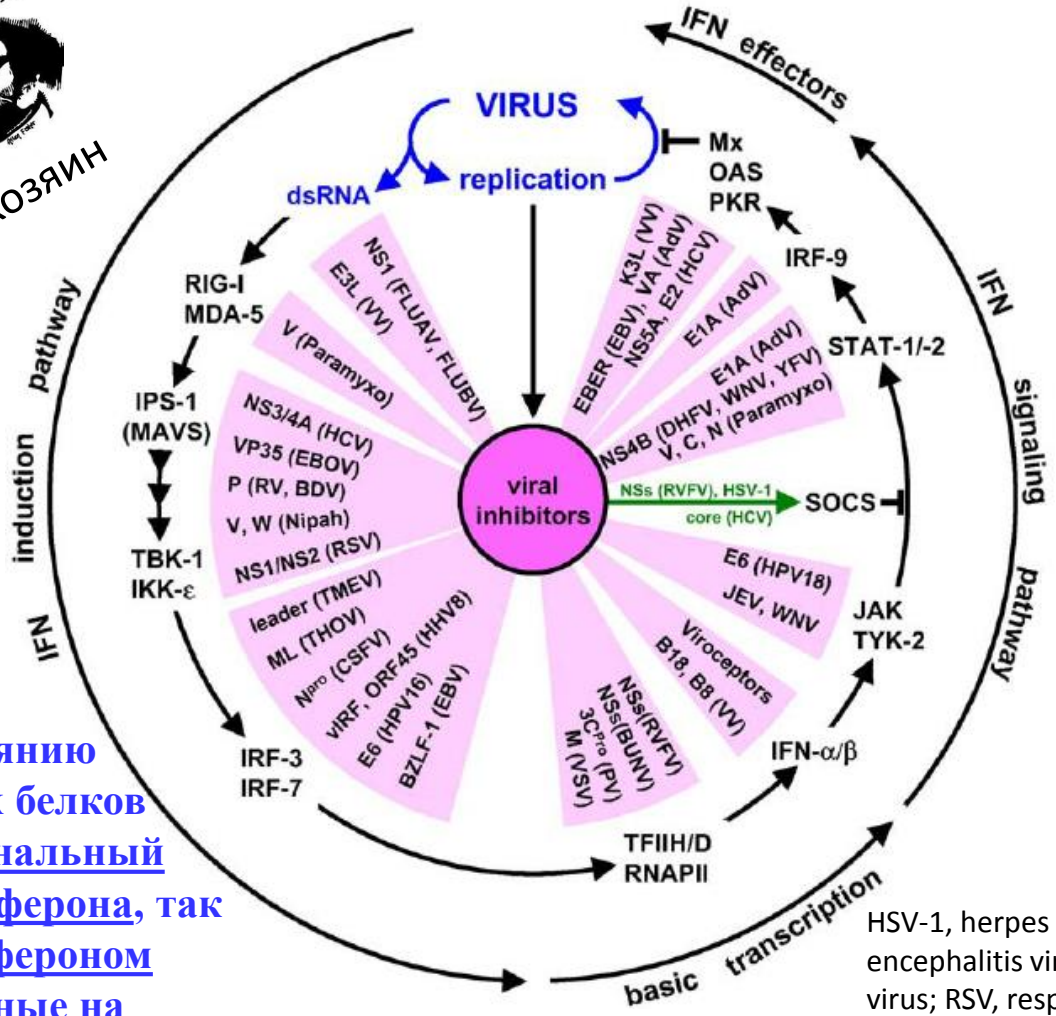 ХОЗЯИН
IFN effectors
VIRUS
replication
dsRNA
Mx
OAS
PKR
RIG-I
MDA-5
IRF-9
IPS-1
(MAVS)
STAT-1/-2
TBK-1
IKK-ε
SOCS
JAK
TYK-2
IRF-3
IRF-7
IFN-α/β
TFIIH/D
RNAPII
viral
inhibitors
NS1 (FLUAV, FLUBV)
E3L (VV)
V (Paramyxo)
NS3/4A (HCV)
VP35 (EBOV)
P (RV, BDV)
V, W (Nipah)
NS1/NS2 (RSV)
leader (TMEV)
ML (THOV)
Nᵖʳᵒ (CSFV)
vIRF, ORF45 (HHV8)
E6 (HPV16)
BZLF-1 (EBV)
K3L (VV)
EBER (EBV), VA (AdV)
NS5A, E2 (HCV)
E1A (AdV)
E1A (AdV)
NS4B (DHFV, WNV, YFV)
V, C, N (Paramyxo)
NSs (RVFV), HSV-1
core (HCV)
E6 (HPV18)
JEV, WNV
Viroceptors
B18, B8 (VV)
NSs(RVFV)
NSs(BUNV)
3Cᴾʳᵒ (PV)
M (VSV)
IFN induction pathway
basic transcription
IFN signaling pathway
янию
белков
нальный
ферона, так
фероном
ные на
HSV-1, herpes
encephalitis vir
virus; RSV, resp